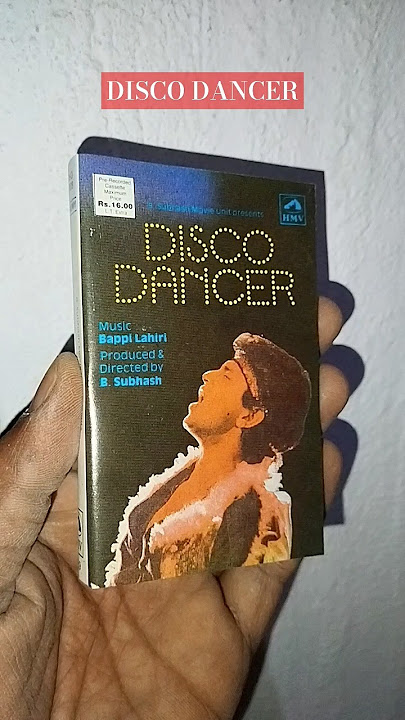 DISCO DANCER
Pre-Recorded
Cassette
Maximum
Price
Rs. 16.00
L.T. Extra
B. Subhash Movie Unit presents
HMV
DISCO
DANCER
Music
Bappi Lahiri
Produced &
Directed by
B. Subhash